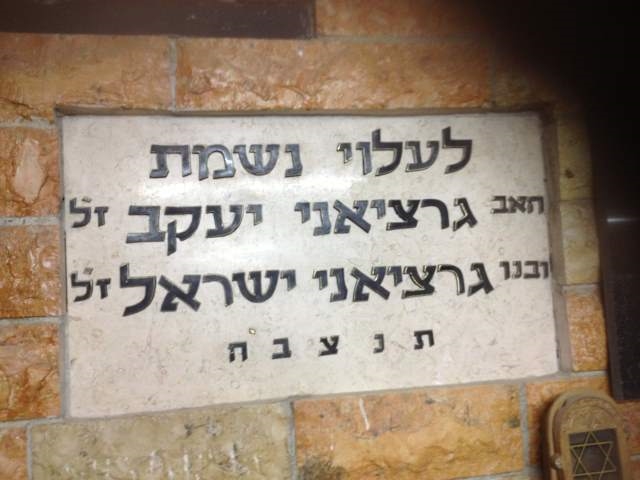 לעלוי נשמת
האב גרציאני יעקב ז"ל
ובנו גרציאני ישראל ז"ל
ת נ צ ב ה